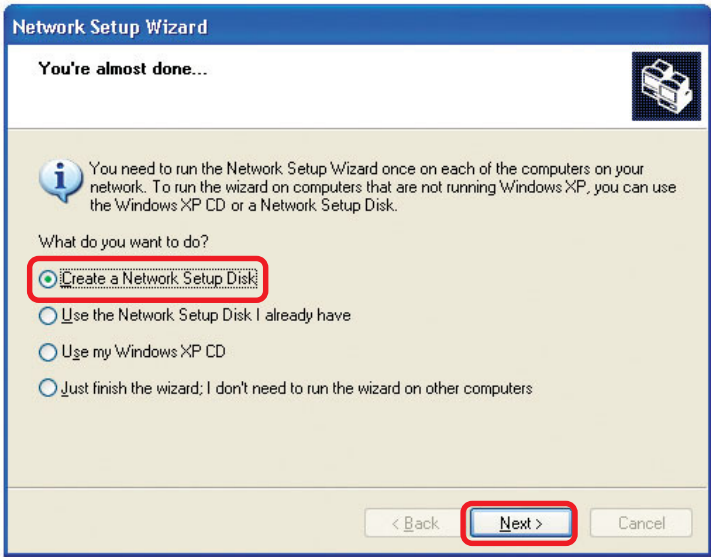 Network Setup Wizard
You're almost done...
You need to run the Network Setup Wizard once on each of the computers on your
network. To run the wizard on computers that are not running Windows XP, you can use
the Windows XP CD or a Network Setup Disk.
What do you want to do?
Create a Network Setup Disk
Use the Network Setup Disk I already have
Use my Windows XP CD
Just finish the wizard; I don't need to run the wizard on other computers
< Back Next > Cancel